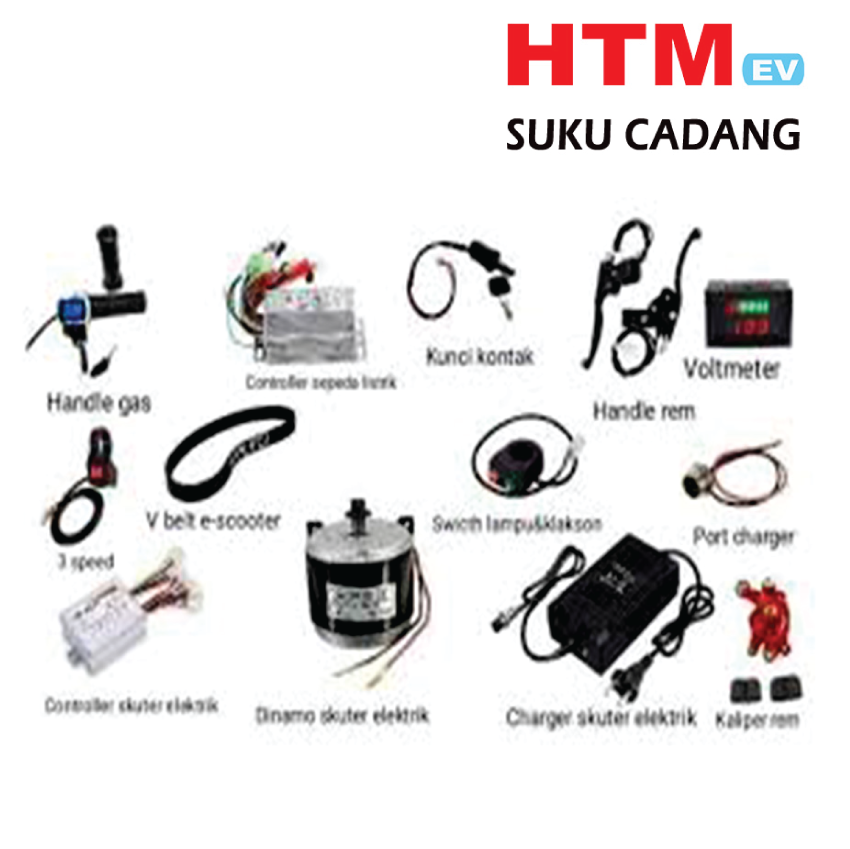 HTM EV
SUKU CADANG
Handle gas
Controller sepeda listrik
Kunci kontak
Handle rem
Voltmeter
3 speed
V belt e-scooter
Swicth lampu&klakson
Port charger
Controller skuter elektrik
Dinamo skuter elektrik
Charger skuter elektrik
Kaliper rem